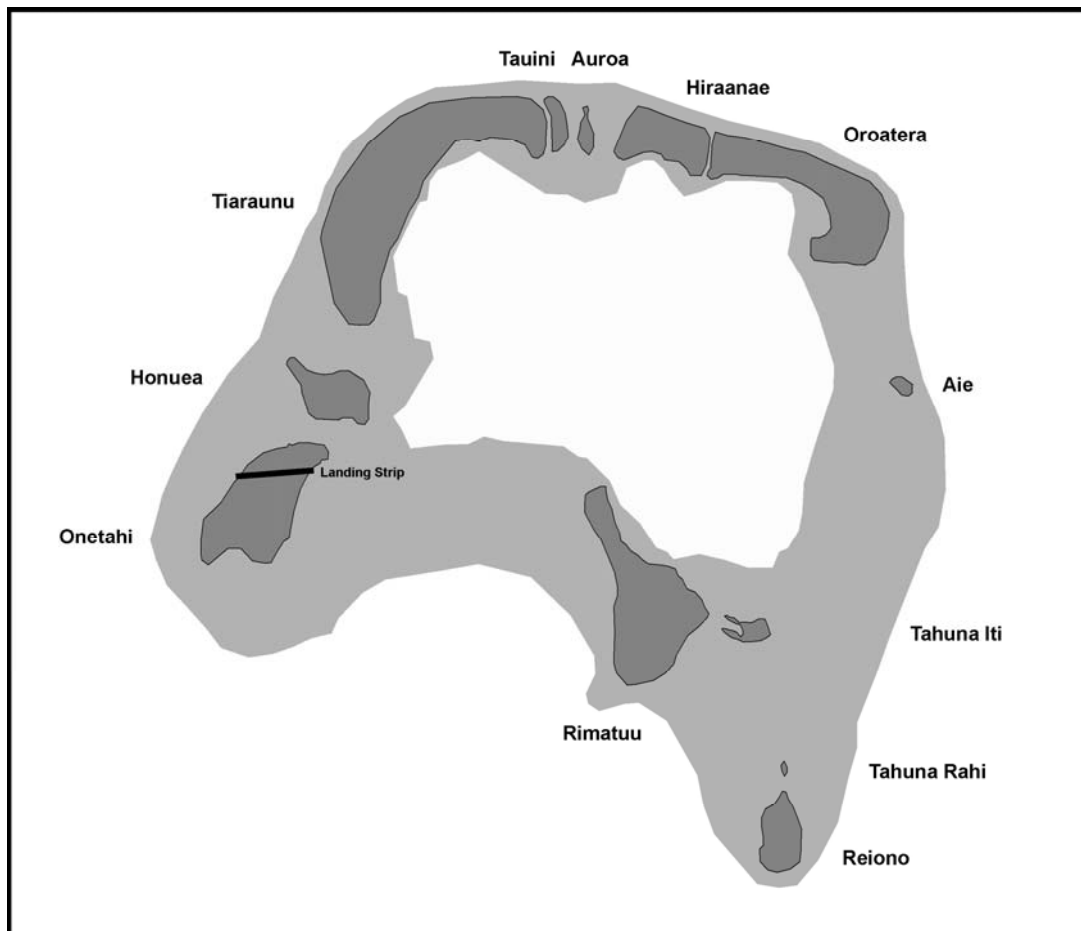 Tauini Auroa
Hiraanae
Oroatera
Tiaraunu
Honuea
Aie
Landing Strip
Onetahi
Tahuna Iti
Rimatuu
Tahuna Rahi
Reiono